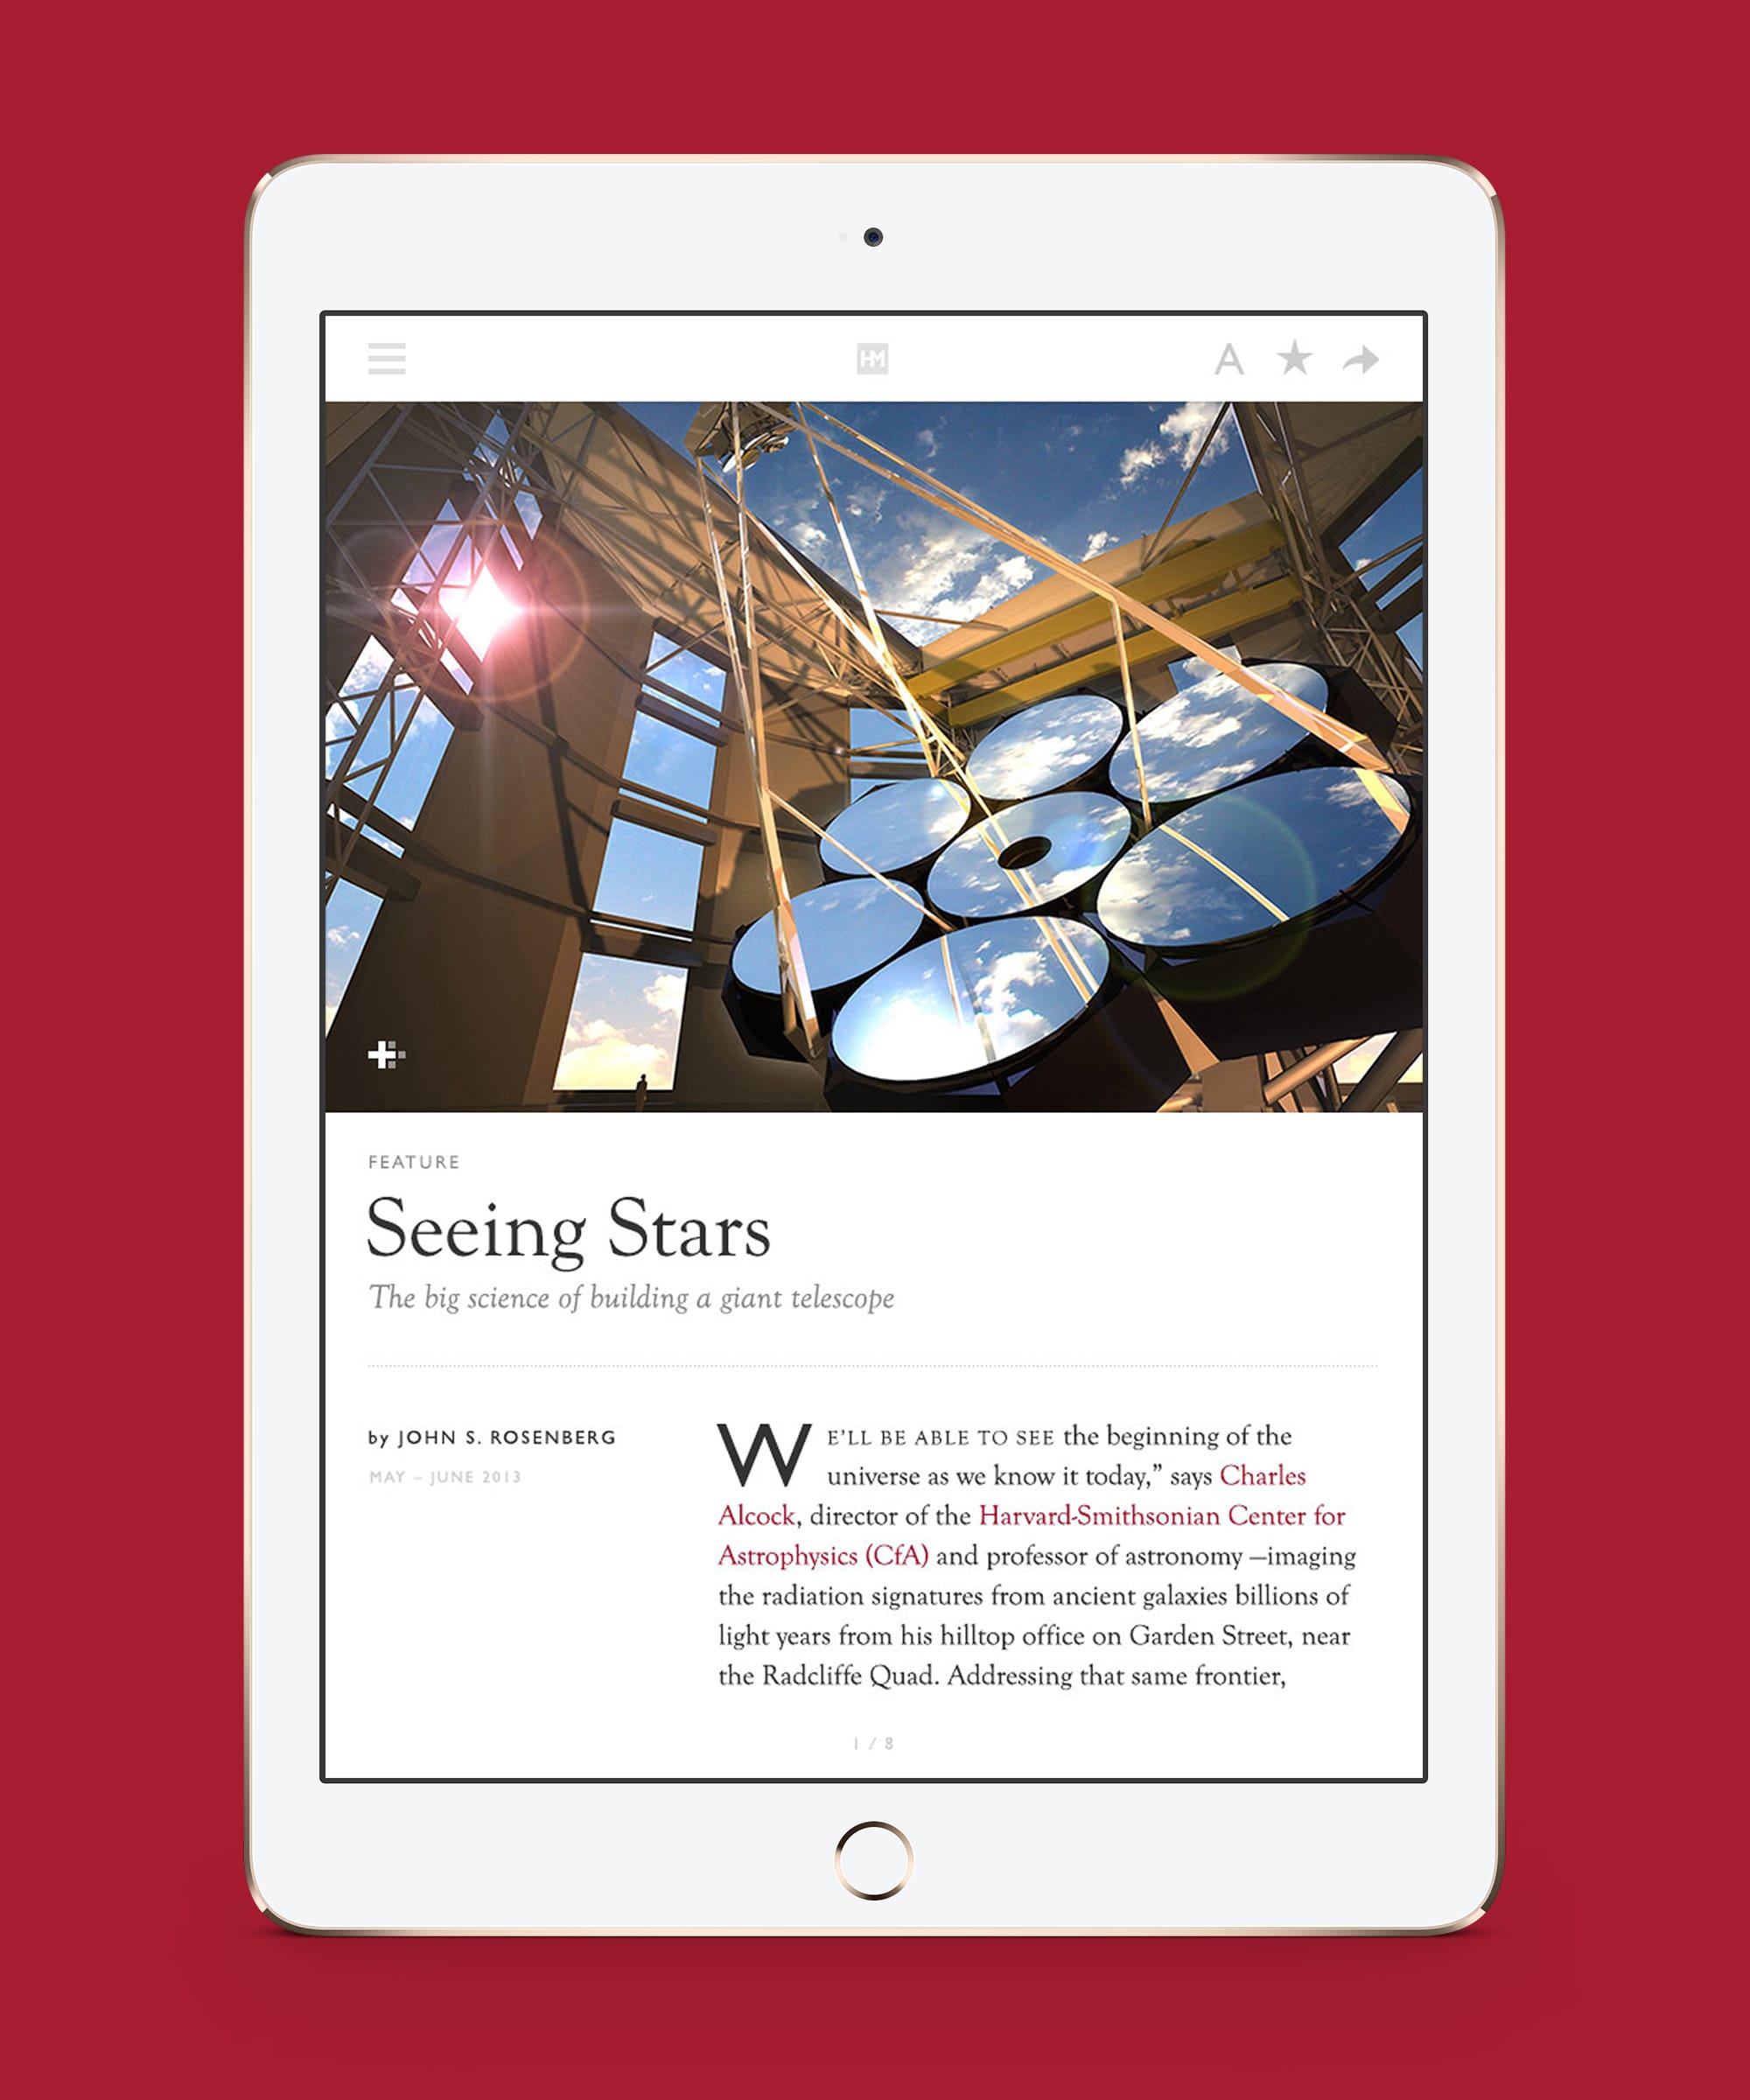 HM
A
FEATURE
Seeing Stars
The big science of building a giant telescope
by JOHN S. ROSENBERG
MAY – JUNE 2013
WE’LL BE ABLE TO SEE the beginning of the
universe as we know it today,” says Charles
Alcock, director of the Harvard-Smithsonian Center for
Astrophysics (CfA) and professor of astronomy —imaging
the radiation signatures from ancient galaxies billions of
light years from his hilltop office on Garden Street, near
the Radcliffe Quad. Addressing that same frontier,
1 / 8